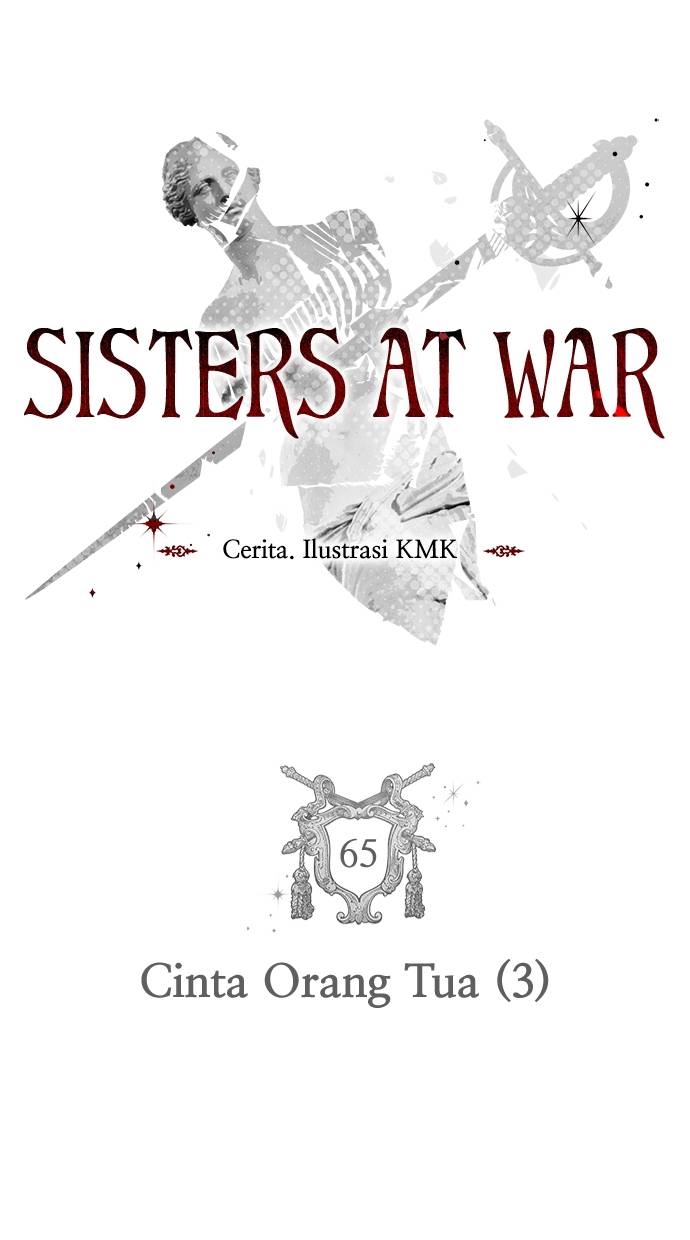 SISTERS AT WAR
Cerita. Ilustrasi KMK
65
Cinta Orang Tua (3)